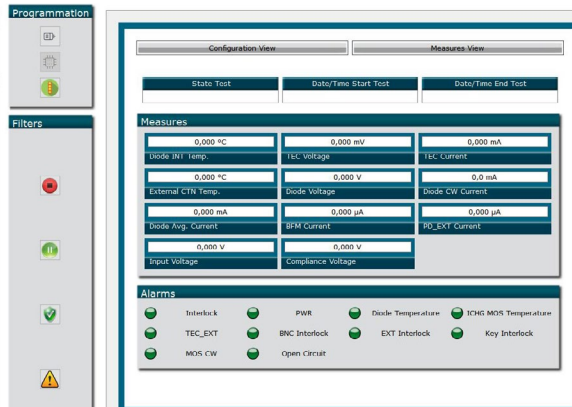 Programmation
Configuration View
Measures View
State Test
Date/Time Start Test
Date/Time End Test
Filters
Measures
0,000 °C
0,000 mV
0,000 mA
Diode INT Temp.
TEC Voltage
TEC Current
0,000 °C
0,000 V
0,0 mA
External CTN Temp.
Diode Voltage
Diode CW Current
0,000 mA
0,000 µA
0,000 µA
Diode Avg. Current
BFM Current
PD_EXT Current
0,000 V
0,000 V
Input Voltage
Compliance Voltage
Alarms
Interlock
PWR
Diode Temperature
ICHG MOS Temperature
TEC_EXT
BNC Interlock
EXT Interlock
Key Interlock
MOS CW
Open Circuit